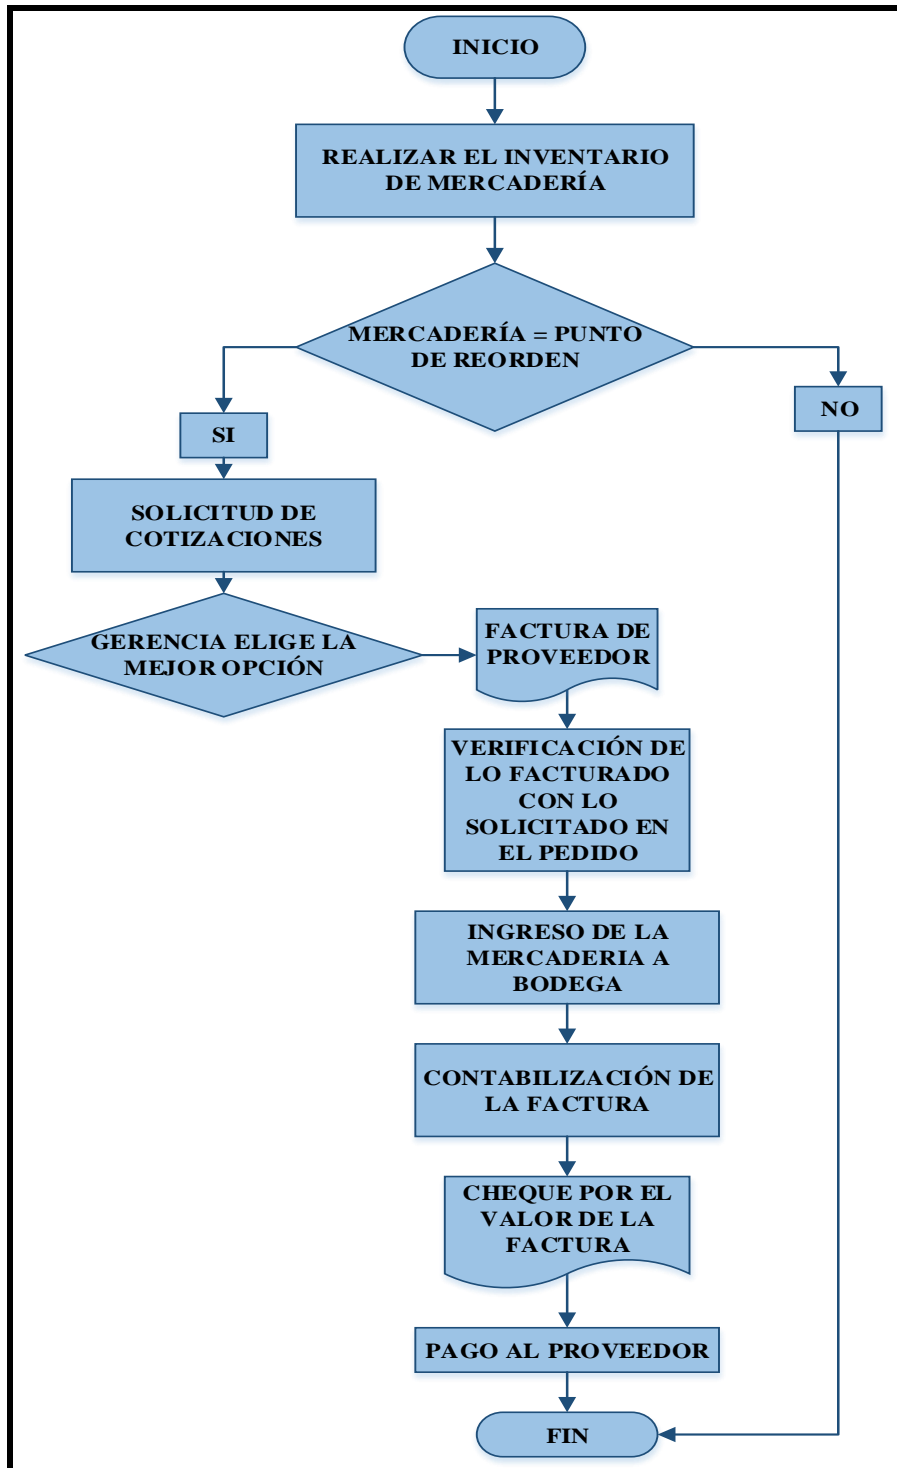 INICIO
REALIZAR EL INVENTARIO
DE MERCADERÍA
MERCADERÍA = PUNTO
DE REORDEN
SI
NO
SOLICITUD DE
COTIZACIONES
GERENCIA ELIGE LA
MEJOR OPCIÓN
FACTURA DE
PROVEEDOR
VERIFICACIÓN DE
LO FACTURADO
CON LO
SOLICITADO EN
EL PEDIDO
INGRESO DE LA
MERCADERIA A
BODEGA
CONTABILIZACIÓN DE
LA FACTURA
CHEQUE POR EL
VALOR DE LA
FACTURA
PAGO AL PROVEEDOR
FIN